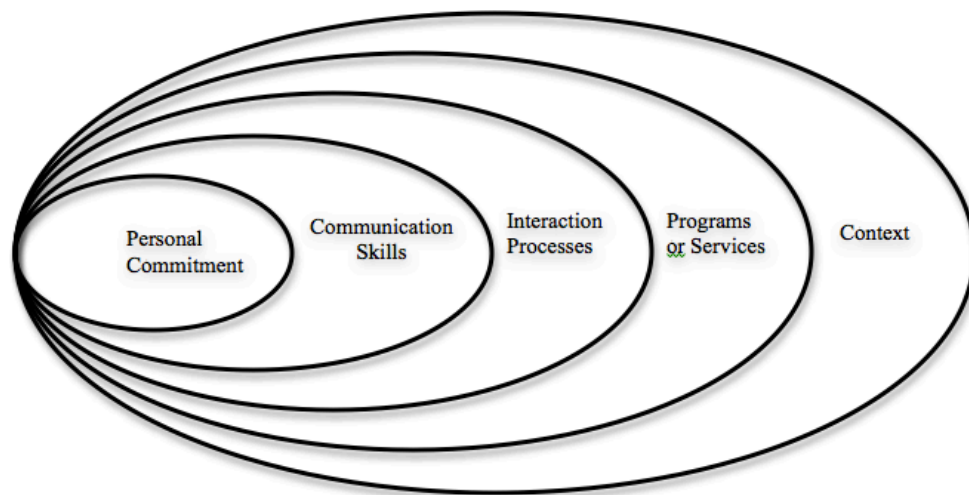 Personal
Commitment
Communication
Skills
Interaction
Processes
Programs
or Services
Context